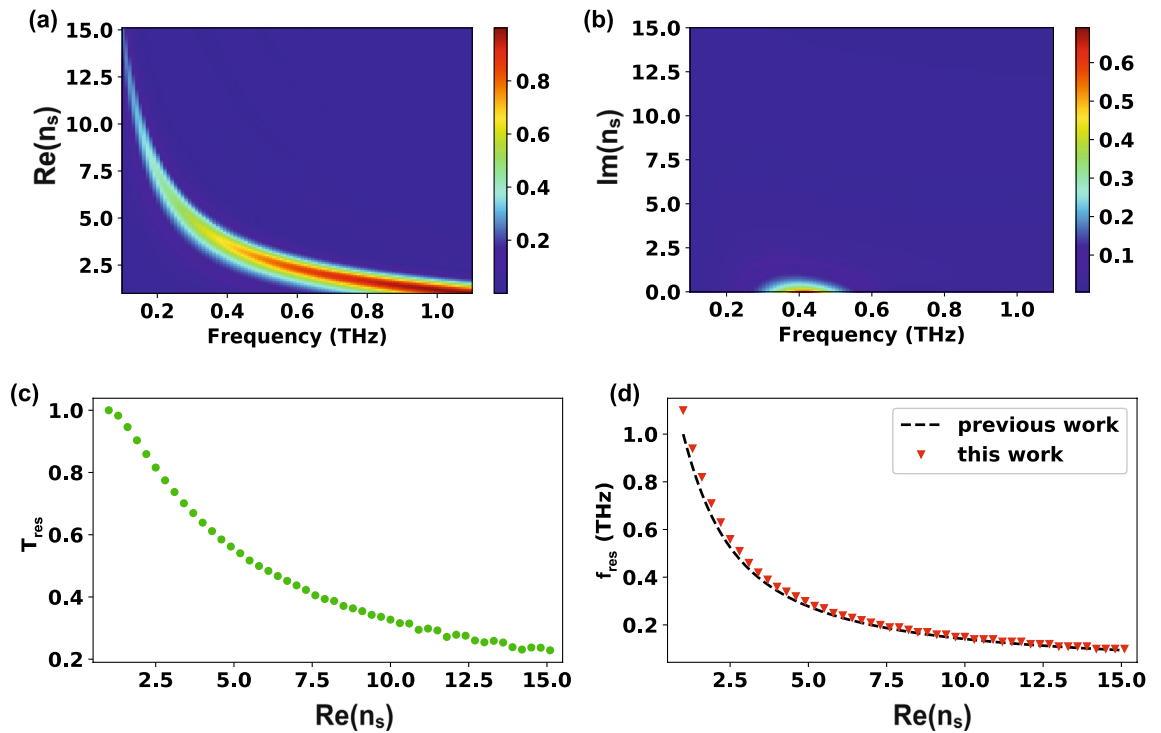 (a)
15.0
12.5
10.0
7.5
5.0
2.5
Re(ns)
0.2 0.4 0.6 0.8 1.0
Frequency (THz)
0.8
0.6
0.4
0.2
(b)
15.0
12.5
10.0
7.5
5.0
2.5
0.0
Im(ns)
0.2 0.4 0.6 0.8 1.0
Frequency (THz)
0.6
0.5
0.4
0.3
0.2
0.1
(c)
1.0
0.8
0.6
0.4
0.2
Tres
2.5 5.0 7.5 10.0 12.5 15.0
Re(ns)
(d)
1.0
0.8
0.6
0.4
0.2
fres (THz)
previous work
this work
2.5 5.0 7.5 10.0 12.5 15.0
Re(ns)